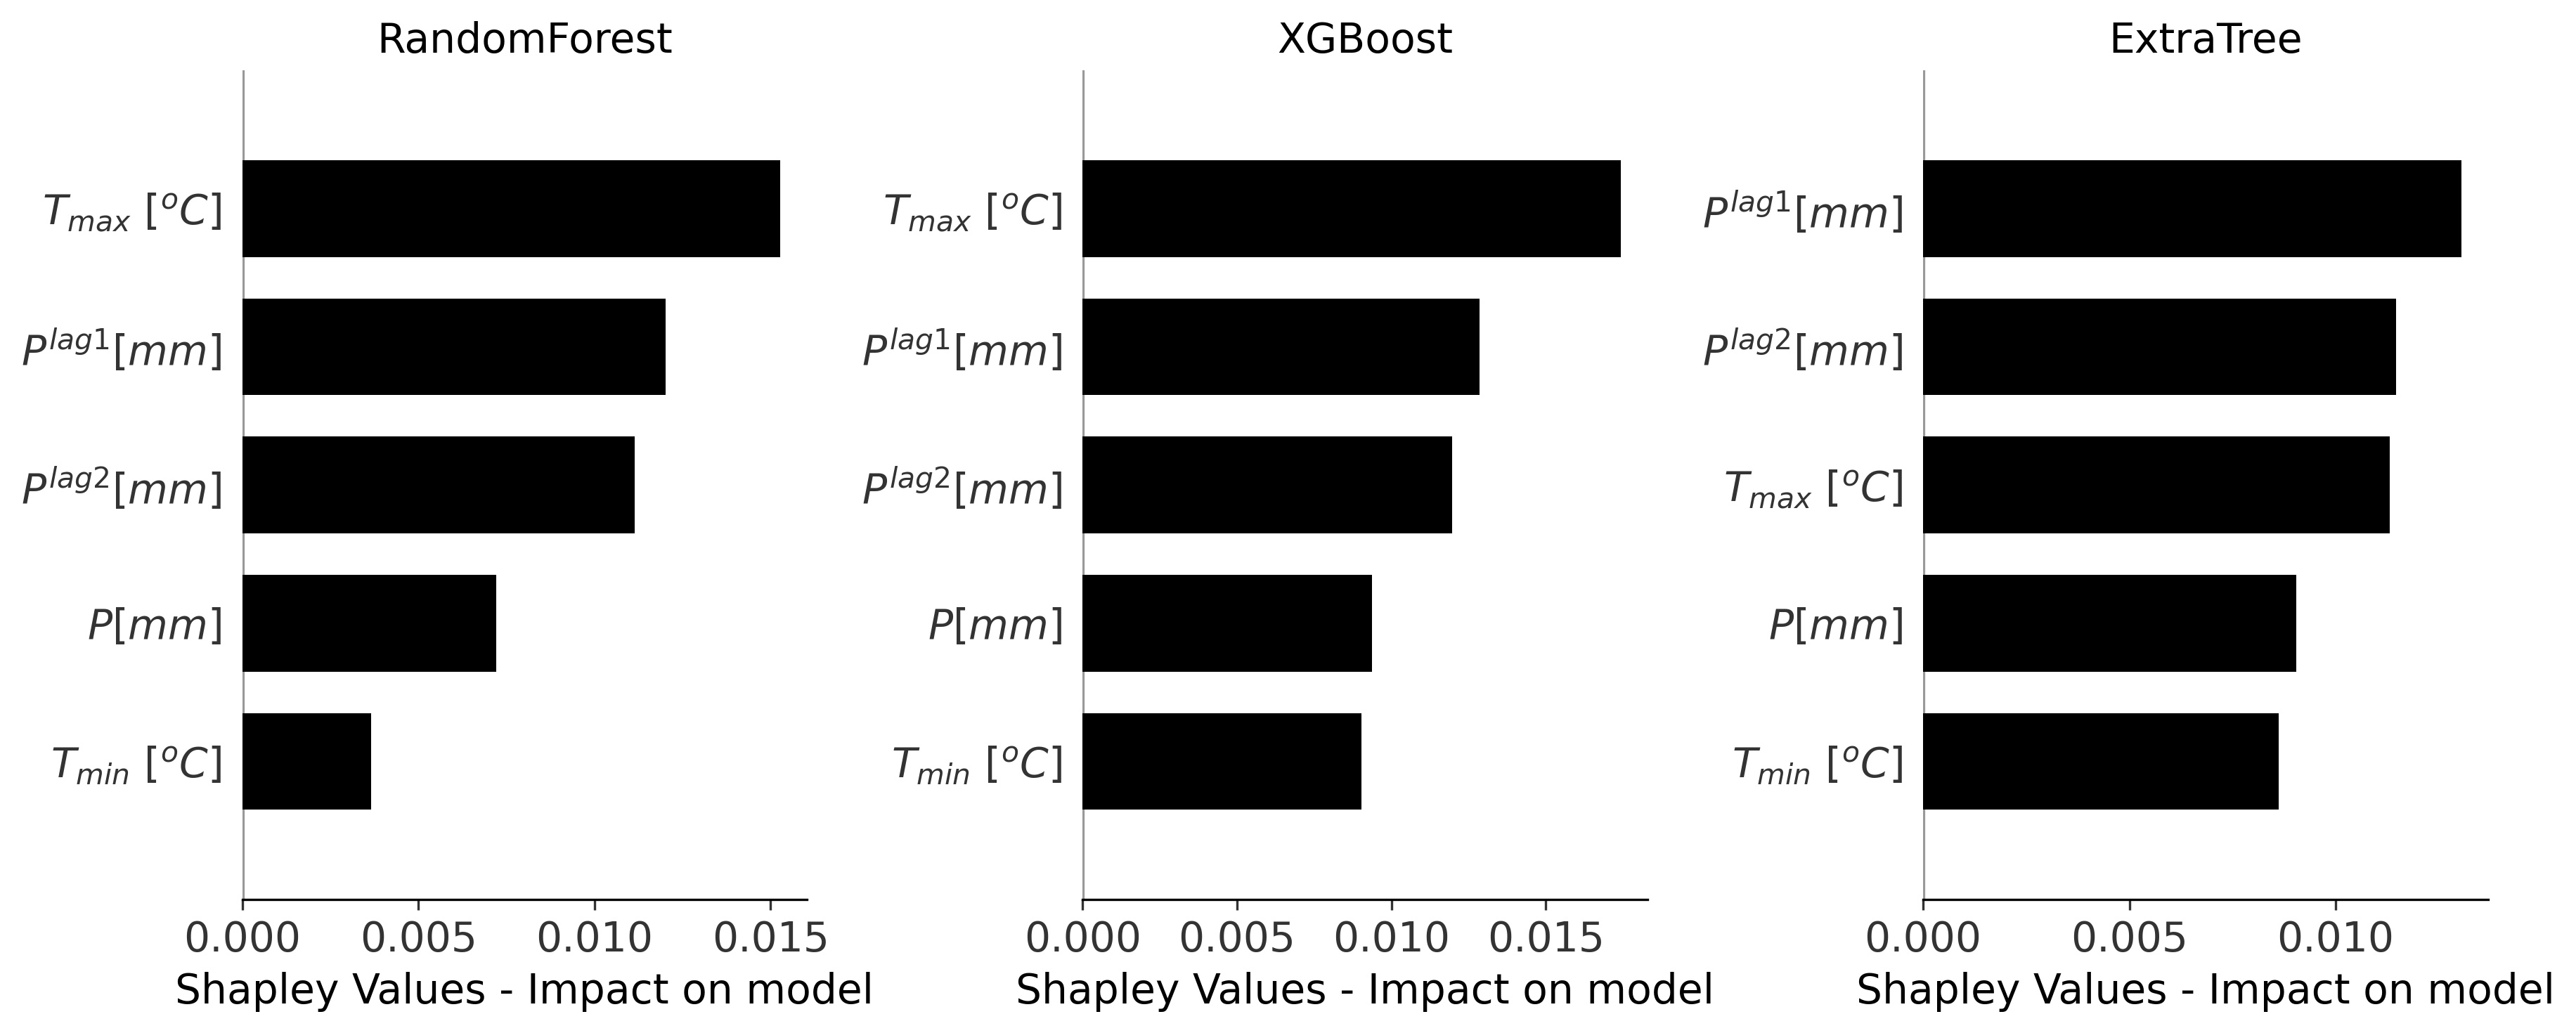 RandomForest
T_max [°C]
P^lag1[mm]
P^lag2[mm]
P[mm]
T_min [°C]
0.000 0.005 0.010 0.015
Shapley Values - Impact on model
XGBoost
T_max [°C]
P^lag1[mm]
P^lag2[mm]
P[mm]
T_min [°C]
0.000 0.005 0.010 0.015
Shapley Values - Impact on model
ExtraTree
P^lag1[mm]
P^lag2[mm]
T_max [°C]
P[mm]
T_min [°C]
0.000 0.005 0.010
Shapley Values - Impact on model